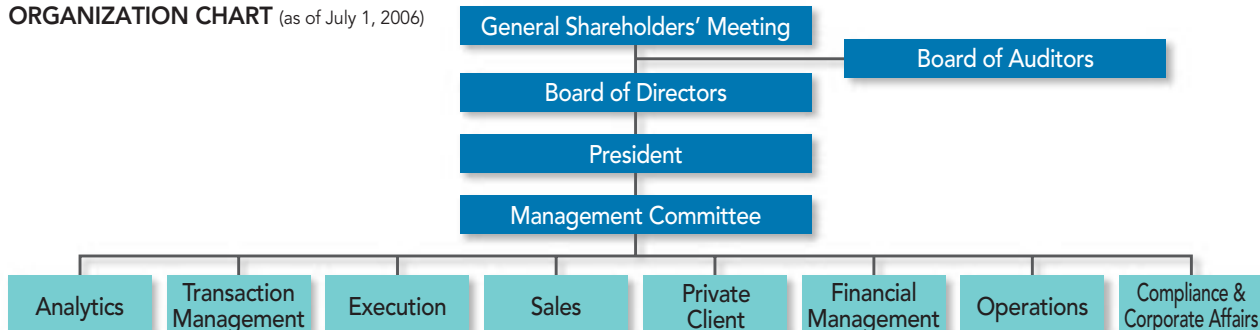 ORGANIZATION CHART (as of July 1, 2006)
General Shareholders’ Meeting
Board of Auditors
Board of Directors
President
Management Committee
Analytics
Transaction
Management
Execution
Sales
Private
Client
Financial
Management
Operations
Compliance &
Corporate Affairs